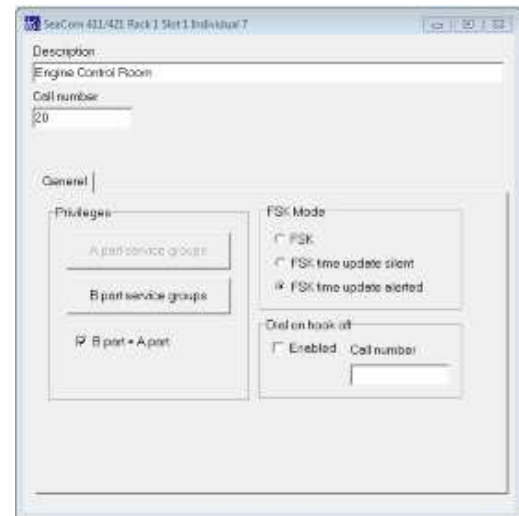 SeaCom 411/421 Rack 1 Slot 1 Individual 7
Description
Engine Control Room
Call number
20
General
Privileges
A part service groups
B part service groups
B part = A part
FSK Mode
FSK
FSK time update silent
FSK time update alerted
Dial on hook off
Enabled Call number